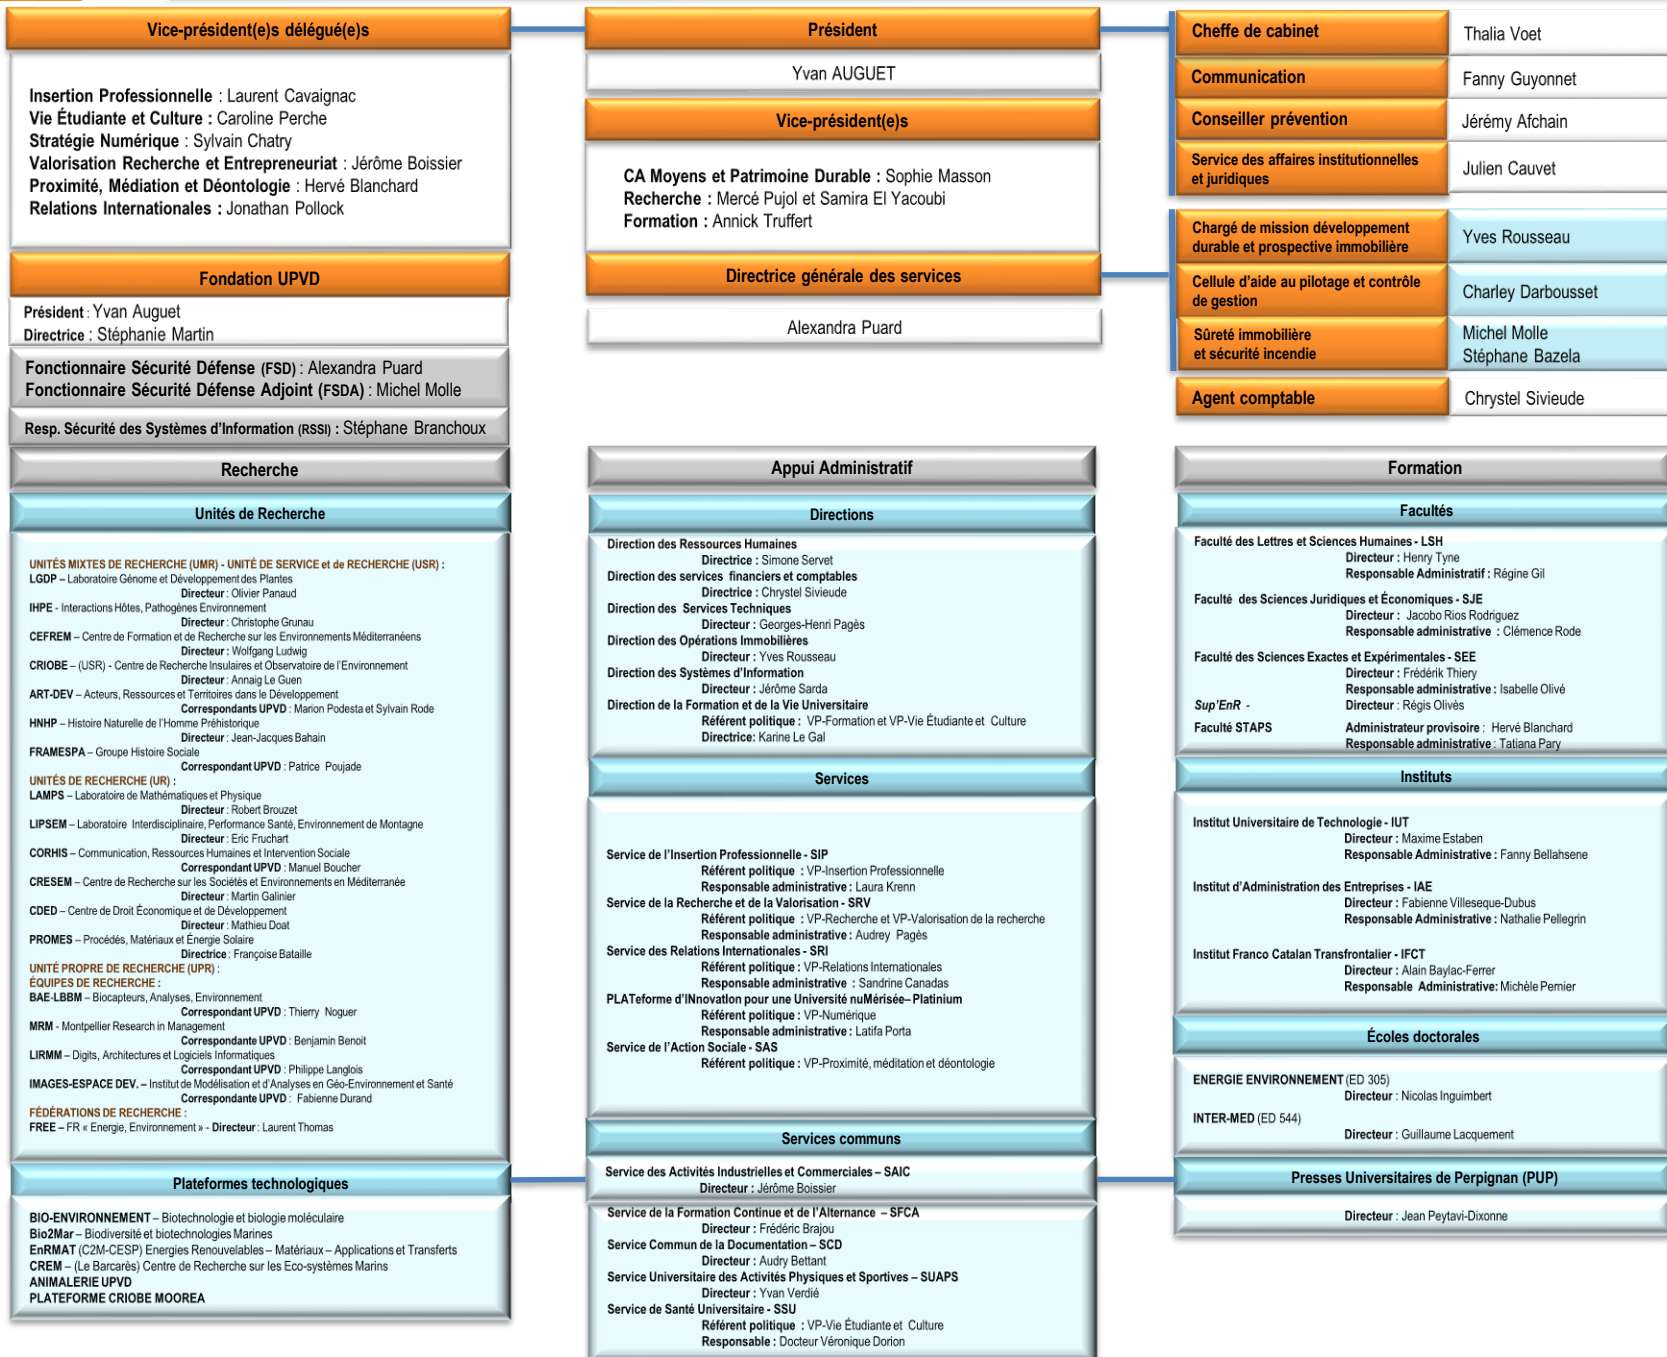 Vice-président(e)s délégué(e)s
Insertion Professionnelle : Laurent Cavaignac
Vie Étudiante et Culture : Caroline Perche
Stratégie Numérique : Sylvain Chatry
Valorisation Recherche et Entrepreneuriat : Jérôme Boissier
Proximité, Médiation et Déontologie : Hervé Blanchard
Relations Internationales : Jonathan Pollock
Fondation UPVD
Président : Yvan Auguet
Directrice : Stéphanie Martin
Fonctionnaire Sécurité Défense (FSD) : Alexandra Puard
Fonctionnaire Sécurité Défense Adjoint (FSDA) : Michel Molle
Resp. Sécurité des Systèmes d'Information (RSSI) : Stéphane Branchoux
Président
Yvan AUGUET
Vice-président(e)s
CA Moyens et Patrimoine Durable : Sophie Masson
Recherche : Mercé Pujol et Samira El Yacoubi
Formation : Annick Truffert
Directrice générale des services
Alexandra Puard
Cheffe de cabinet
Thalia Voet
Communication
Fanny Guyonnet
Conseiller prévention
Jérémy Afchain
Service des affaires institutionnelles
et juridiques
Julien Cauvet
Chargé de mission développement
durable et prospective immobilière
Yves Rousseau
Cellule d'aide au pilotage et contrôle
de gestion
Charley Darbousset
Sûreté immobilière
et sécurité incendie
Michel Molle
Stéphane Bazela
Agent comptable
Chrystel Sivieude
Recherche
Unités de Recherche
UNITÉS MIXTES DE RECHERCHE (UMR) - UNITÉ DE SERVICE et de RECHERCHE (USR) :
LGDP – Laboratoire Génome et Développement des Plantes
Directeur : Olivier Panaud
IHPE - Interactions Hôtes, Pathogènes Environnement
Directeur : Christophe Grunau
CEFREM – Centre de Formation et de Recherche sur les Environnements Méditerranéens
Directeur : Wolfgang Ludwig
CRIOBE – (USR) - Centre de Recherche Insulaires et Observatoire de l'Environnement
Directeur : Annaig Le Guen
ART-DEV – Acteurs, Ressources et Territoires dans le Développement
Correspondants UPVD : Marion Podesta et Sylvain Rode
HNHP – Histoire Naturelle de l'Homme Préhistorique
Directeur : Jean-Jacques Bahain
FRAMESPA – Groupe Histoire Sociale
Correspondant UPVD : Patrice Poujade
UNITÉS DE RECHERCHE (UR) :
LAMPS – Laboratoire de Mathématiques et Physique
Directeur : Robert Brouzet
LIPSEM – Laboratoire Interdisciplinaire, Performance Santé, Environnement de Montagne
Directeur : Eric Fruchart
CORHIS – Communication, Ressources Humaines et Intervention Sociale
Correspondant UPVD : Manuel Boucher
CRESEM – Centre de Recherche sur les Sociétés et Environnements en Méditerranée
Directeur : Martin Galinier
CDED – Centre de Droit Économique et de Développement
Directeur : Mathieu Doat
PROMES – Procédés, Matériaux et Énergie Solaire
Directrice : Françoise Bataille
UNITÉ PROPRE DE RECHERCHE (UPR) :
ÉQUIPES DE RECHERCHE :
BAE-LBBM – Biocapteurs, Analyses, Environnement
Correspondant UPVD : Thierry Noguer
MRM - Montpellier Research in Management
Correspondante UPVD : Benjamin Benoit
LIRMM – Digits, Architectures et Logiciels Informatiques
Correspondant UPVD : Philippe Langlois
IMAGES-ESPACE DEV. – Institut de Modélisation et d'Analyses en Géo-Environnement et Santé
Correspondante UPVD : Fabienne Durand
FÉDÉRATIONS DE RECHERCHE :
FREE – FR « Energie, Environnement » - Directeur : Laurent Thomas
Plateformes technologiques
BIO-ENVIRONNEMENT – Biotechnologie et biologie moléculaire
Bio2Mar – Biodiversité et biotechnologies Marines
EnRMAT (C2M-CESP) Energies Renouvelables – Matériaux – Applications et Transferts
CREM – (Le Barcarès) Centre de Recherche sur les Eco-systèmes Marins
ANIMALERIE UPVD
PLATEFORME CRIOBE MOOREA
Appui Administratif
Directions
Direction des Ressources Humaines
Directrice : Simone Servet
Direction des services financiers et comptables
Directrice : Chrystel Sivieude
Direction des Services Techniques
Directeur : Georges-Henri Pagès
Direction des Opérations Immobilières
Directeur : Yves Rousseau
Direction des Systèmes d'Information
Directeur : Jérôme Sarda
Direction de la Formation et de la Vie Universitaire
Référent politique : VP-Formation et VP-Vie Étudiante et Culture
Directrice: Karine Le Gal
Services
Service de l'Insertion Professionnelle - SIP
Référent politique : VP-Insertion Professionnelle
Responsable administrative : Laura Krenn
Service de la Recherche et de la Valorisation - SRV
Référent politique : VP-Recherche et VP-Valorisation de la recherche
Responsable administrative : Audrey Pagès
Service des Relations Internationales - SRI
Référent politique : VP-Relations Internationales
Responsable administrative : Sandrine Canadas
PLATeforme d'INnovation pour une Université nuMérisée– Platinium
Référent politique : VP-Numérique
Responsable administrative : Latifa Porta
Service de l'Action Sociale - SAS
Référent politique : VP-Proximité, méditation et déontologie
Services communs
Service des Activités Industrielles et Commerciales – SAIC
Directeur : Jérôme Boissier
Service de la Formation Continue et de l'Alternance – SFCA
Directeur : Frédéric Brajou
Service Commun de la Documentation – SCD
Directeur : Audry Bettant
Service Universitaire des Activités Physiques et Sportives – SUAPS
Directeur : Yvan Verdié
Service de Santé Universitaire - SSU
Référent politique : VP-Vie Étudiante et Culture
Responsable : Docteur Véronique Dorion
Formation
Facultés
Faculté des Lettres et Sciences Humaines - LSH
Directeur : Henry Tyne
Responsable Administratif : Régine Gil
Faculté des Sciences Juridiques et Économiques - SJE
Directeur : Jacobo Rios Rodriguez
Responsable administrative : Clémence Rode
Faculté des Sciences Exactes et Expérimentales - SEE
Directeur : Frédérik Thiery
Responsable administrative : Isabelle Olivé
Sup'EnR - Directeur : Régis Olivès
Faculté STAPS Administrateur provisoire : Hervé Blanchard
Responsable administrative : Tatiana Pary
Instituts
Institut Universitaire de Technologie - IUT
Directeur : Maxime Estaben
Responsable Administrative : Fanny Bellahsene
Institut d'Administration des Entreprises - IAE
Directeur : Fabienne Villeseque-Dubus
Responsable Administrative : Nathalie Pellegrin
Institut Franco Catalan Transfrontalier - IFCT
Directeur : Alain Baylac-Ferrer
Responsable Administrative: Michèle Pernier
Écoles doctorales
ENERGIE ENVIRONNEMENT (ED 305)
Directeur : Nicolas Inguimbert
INTER-MED (ED 544)
Directeur : Guillaume Lacquement
Presses Universitaires de Perpignan (PUP)
Directeur : Jean Peytavi-Dixonne